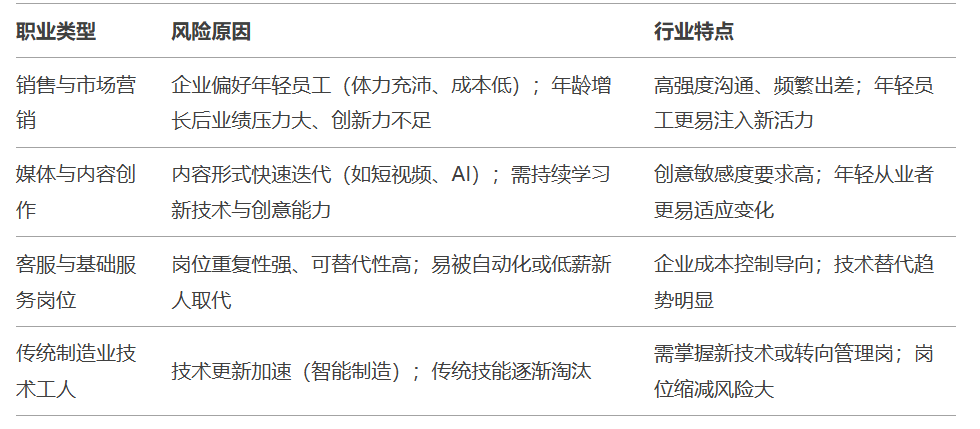 职业类型 风险原因 行业特点
销售与市场营 企业偏好年轻员工（体力充沛、成本低）；年龄增 高强度沟通、频繁出差；年轻员
销 长后业绩压力大、创新力不足 工更易注入新活力
媒体与内容创 内容形式快速迭代（如短视频、AI）；需持续学习 创意敏感度要求高；年轻从业者
作 新技术与创意能力 更易适应变化
客服与基础服 岗位重复性强、可替代性高；易被自动化或低薪新 企业成本控制导向；技术替代趋
务岗位 人取代 势明显
传统制造业技 技术更新加速（智能制造）；传统技能逐渐淘汰 需掌握新技术或转向管理岗；岗
术工人 位缩减风险大